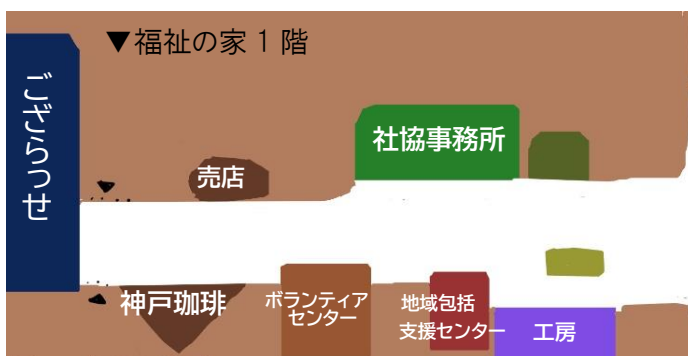 ▼福祉の家 1 階
ござらつせ
社協事務所
売店
神戸珈琲
ボランティア
センター
地域包括
支援センター
工房